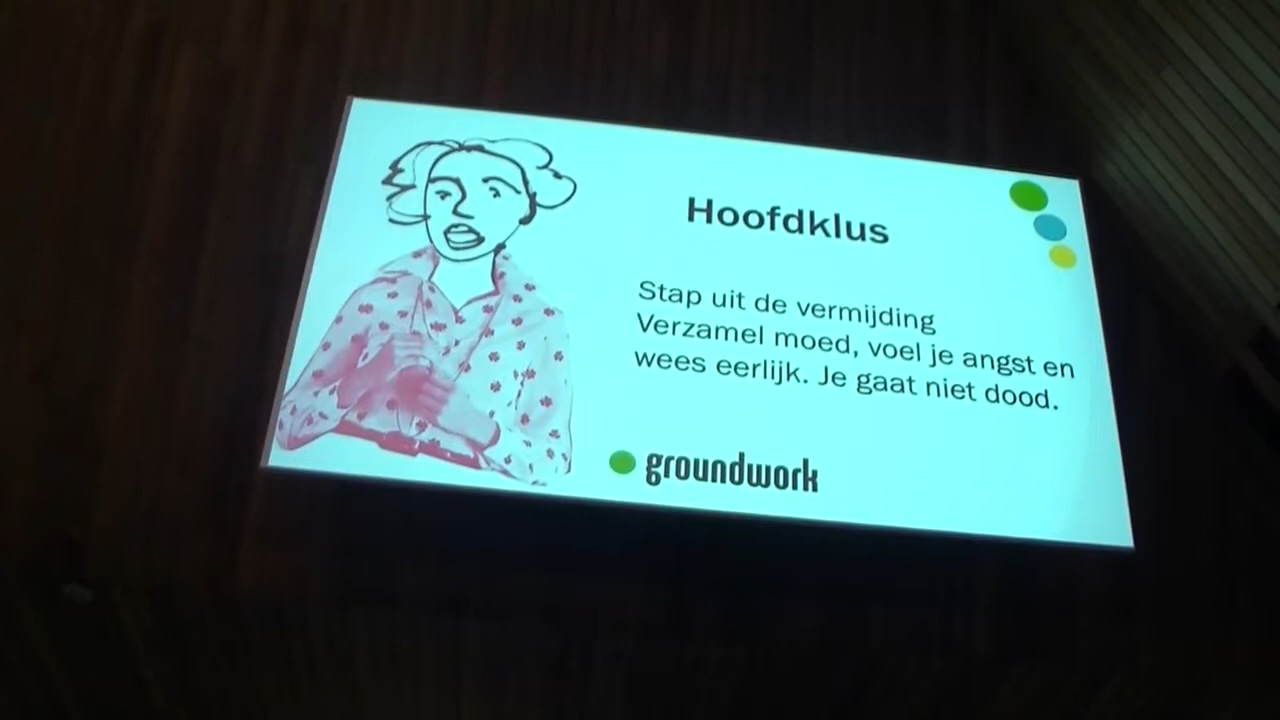 Hoofdklus
Stap uit de vermijding
Verzamel moed, voel je angst en
wees eerlijk. Je gaat niet dood.
groundwork